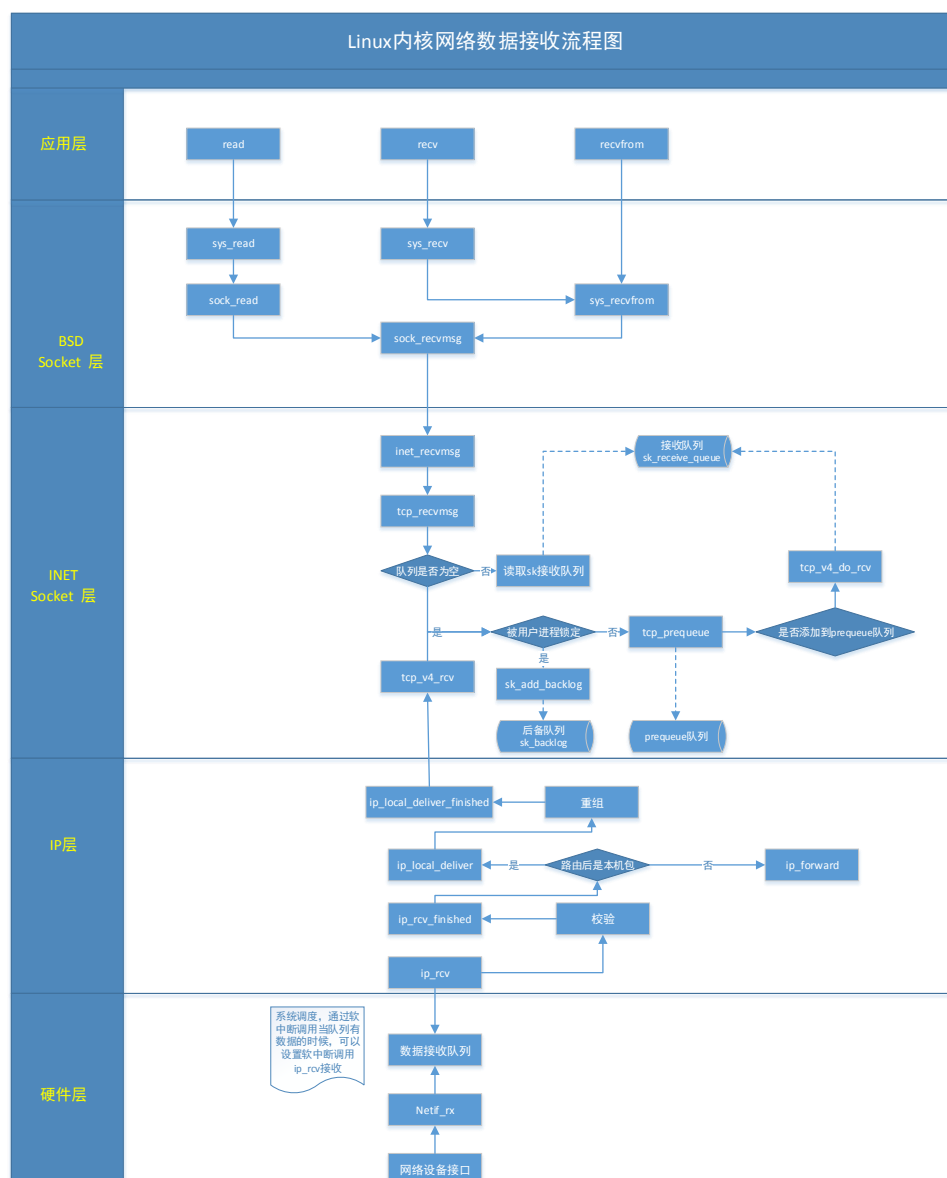 Linux内核网络数据接收流程图
应用层
read
recv
recvfrom
BSD
Socket 层
sys_read
sys_recv
sock_read
sys_recvfrom
sock_recvmsg
INET
Socket 层
inet_recvmsg
接收队列
sk_receive_queue
tcp_recvmsg
队列是否为空
否
读取sk接收队列
tcp_v4_do_rcv
是
被用户进程锁定
否
tcp_prequeue
是否添加到prequeue队列
是
tcp_v4_rcv
sk_add_backlog
后备队列
sk_backlog
prequeue队列
IP层
ip_local_deliver_finished
重组
ip_local_deliver
是
路由后是本机包
否
ip_forward
ip_rcv_finished
校验
ip_rcv
硬件层
系统调度，通过软
中断调用当队列有
数据的时候，可以
设置软中断调用
ip_rcv接收
数据接收队列
Netif_rx
网络设备接口